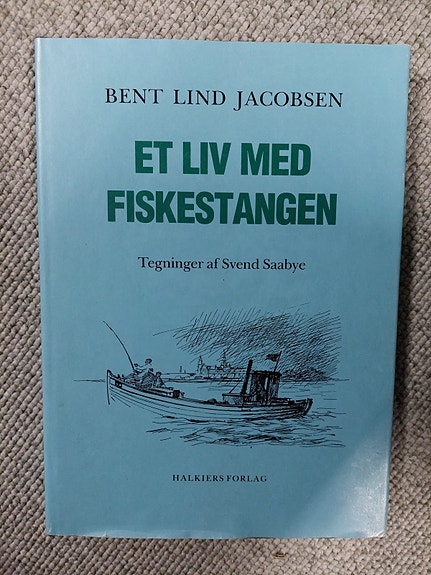 BENT LIND JACOBSEN
ET LIV MED
FISKESTANGEN
Tegninger af Svend Saabye
HALKIERS FORLAG